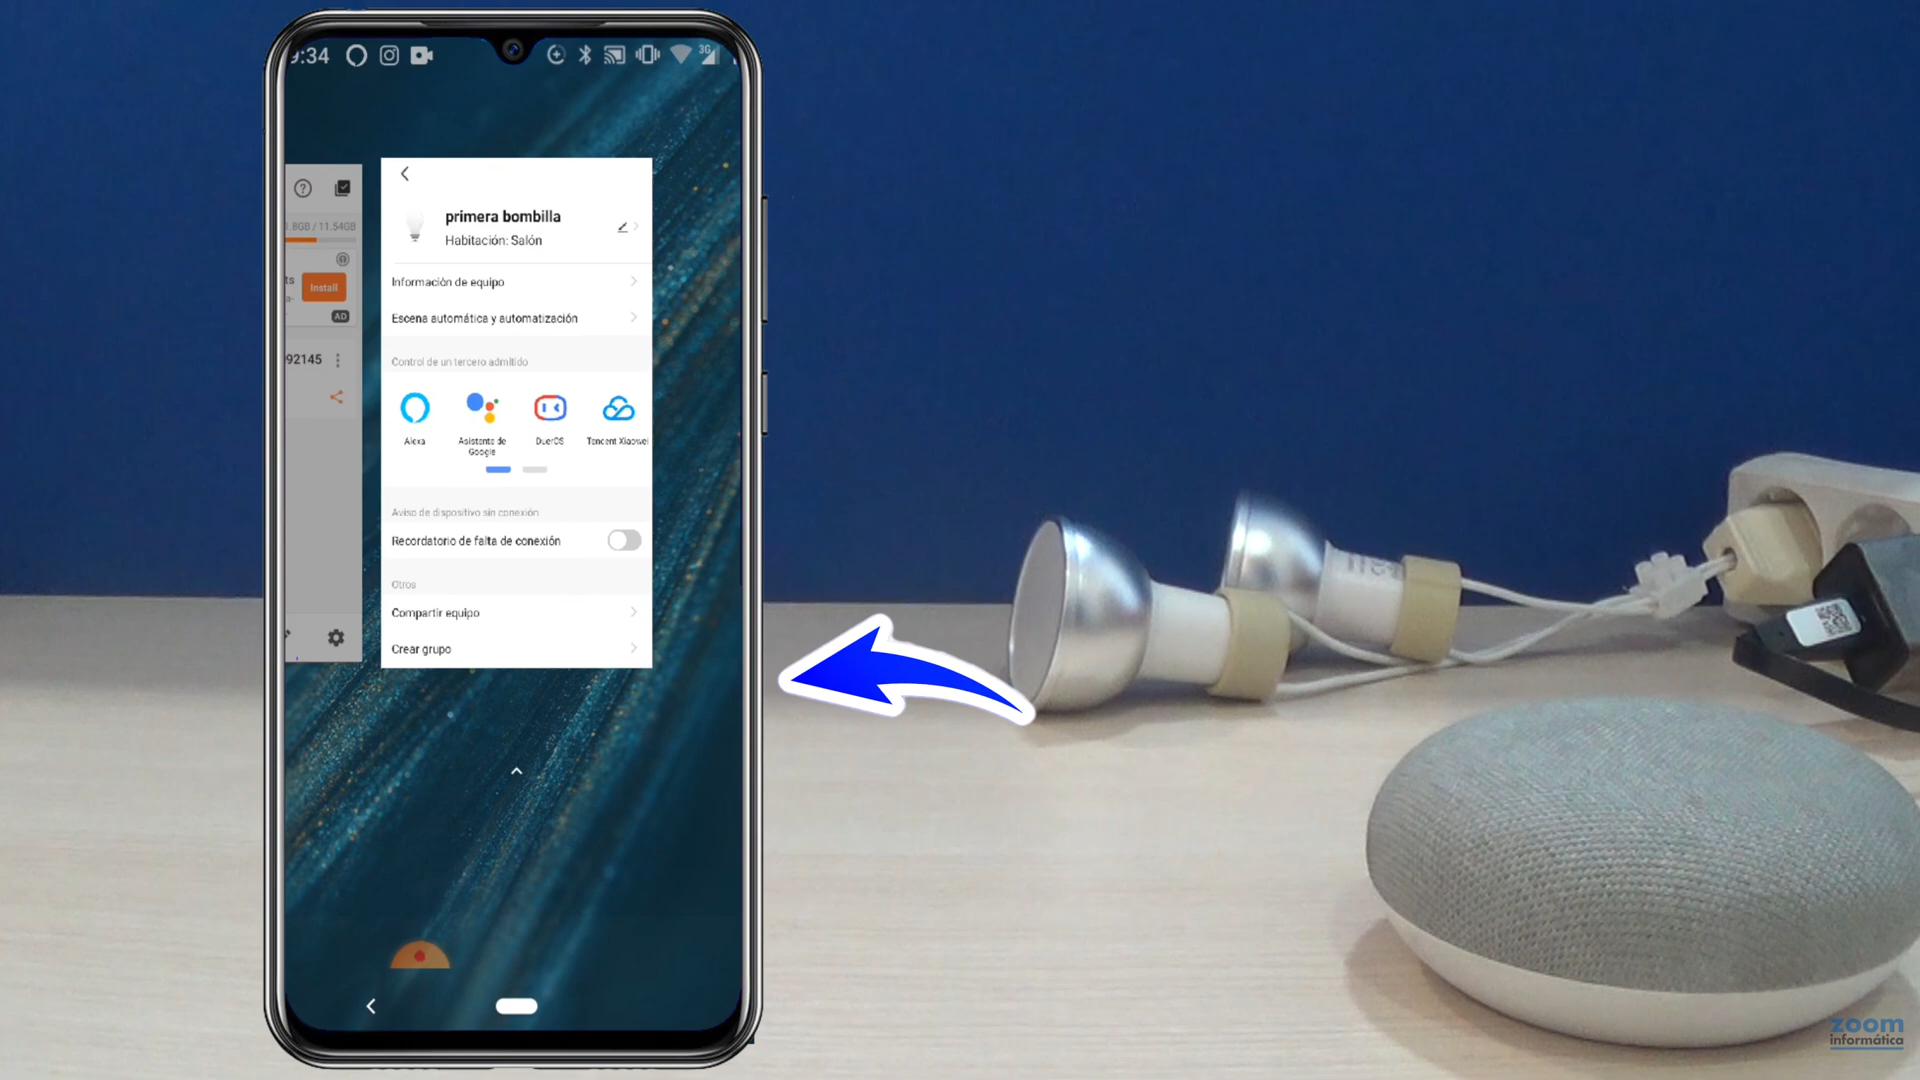 9:34
3G
primera bombilla
Habitación: Salón
.8GB / 11.54GB
Información de equipo
Install
AD
Escena automática y automatización
92145
Control de un tercero admitido
Alexa
Asistente de
Google
DuerOS
Tencent Xiaowei
Aviso de dispositivo sin conexión
Recordatorio de falta de conexión
Otros
Compartir equipo
Crear grupo
zoom
informática